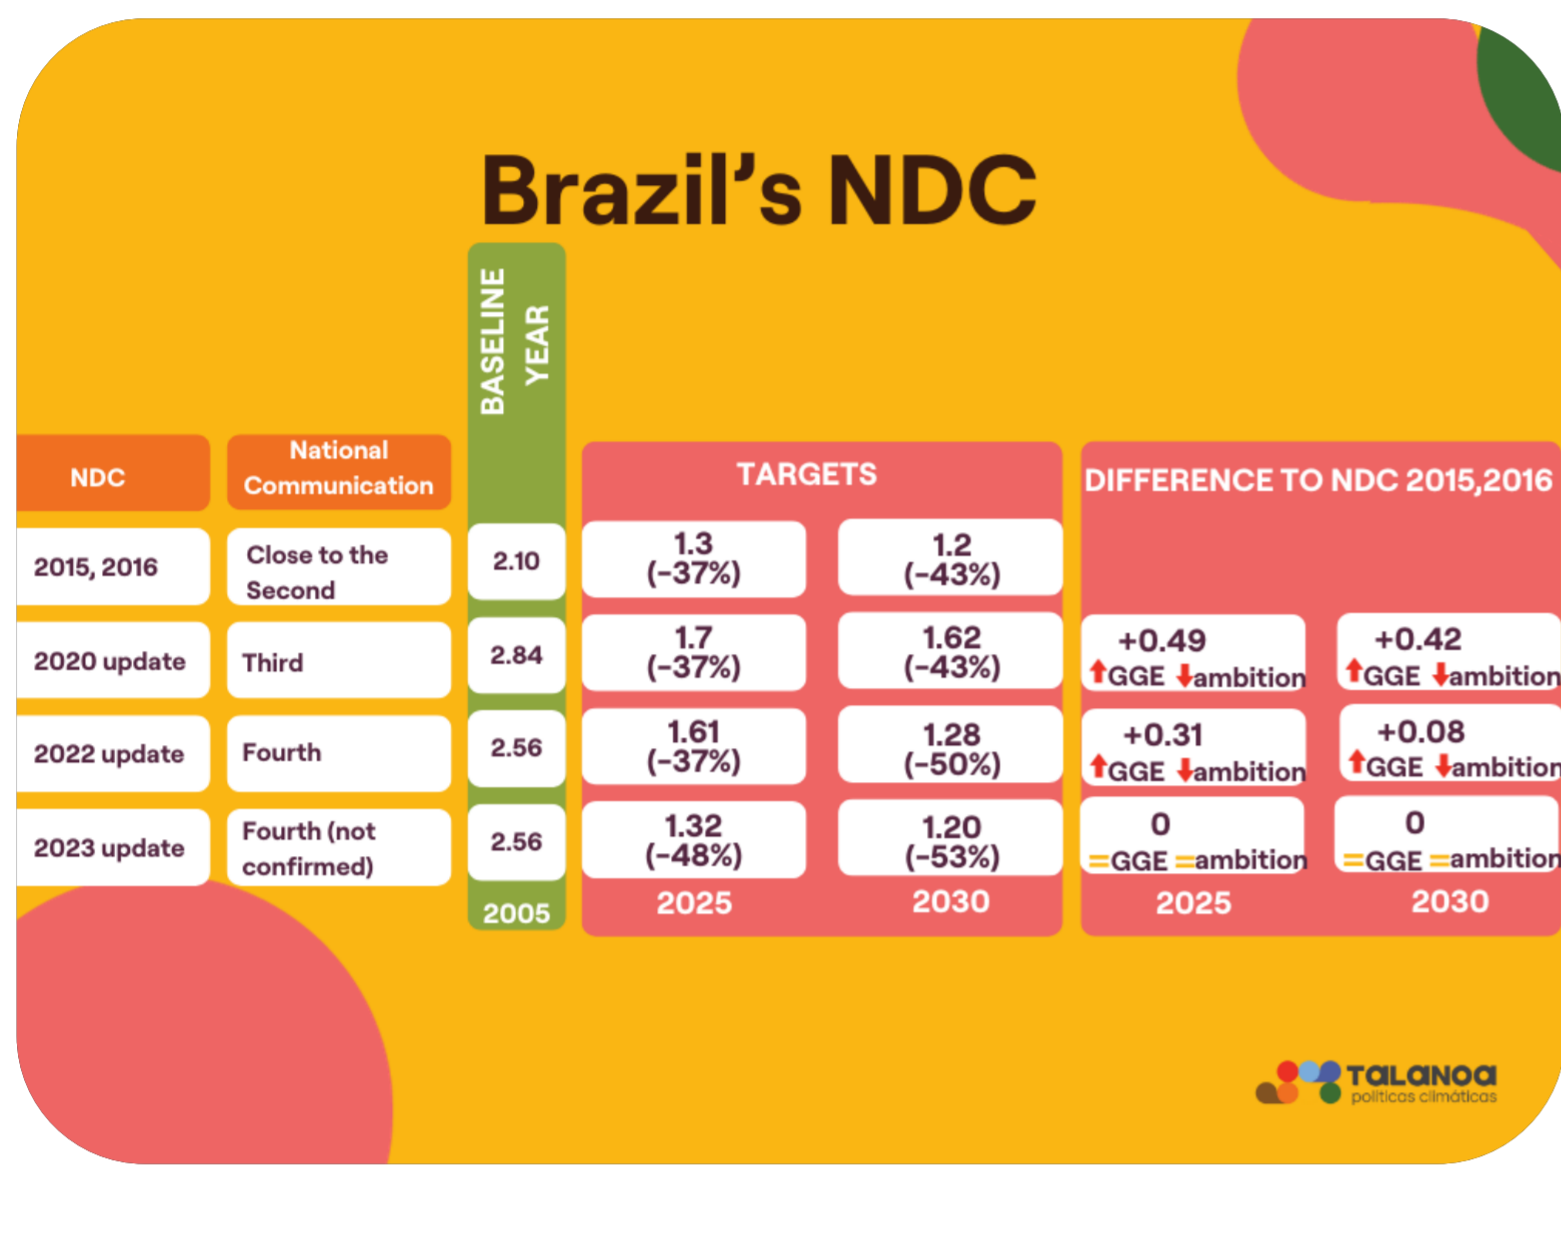 Brazil’s NDC
BASELINE
YEAR
NDC
National
Communication
TARGETS
DIFFERENCE TO NDC 2015,2016
2015, 2016
Close to the
Second
2.10
1.3
(-37%)
1.2
(-43%)
2020 update
Third
2.84
1.7
(-37%)
1.62
(-43%)
+0.49
GGE ambition
+0.42
GGE ambition
2022 update
Fourth
2.56
1.61
(-37%)
1.28
(-50%)
+0.31
GGE ambition
+0.08
GGE ambition
2023 update
Fourth (not
confirmed)
2.56
1.32
(-48%)
1.20
(-53%)
0
=GGE =ambition
0
=GGE =ambition
2005
2025
2030
2025
2030
TALANOA
políticas climáticas